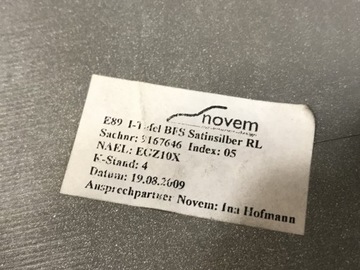 novem
E89 I-Tafel BFS Satinsilber RL
Sachnr: 9167646 Index: 05
NAEL: EGZ10X
K-Stand: 4
Datum: 19.08.2009
Ansprechpartner Novem: Ina Hofmann